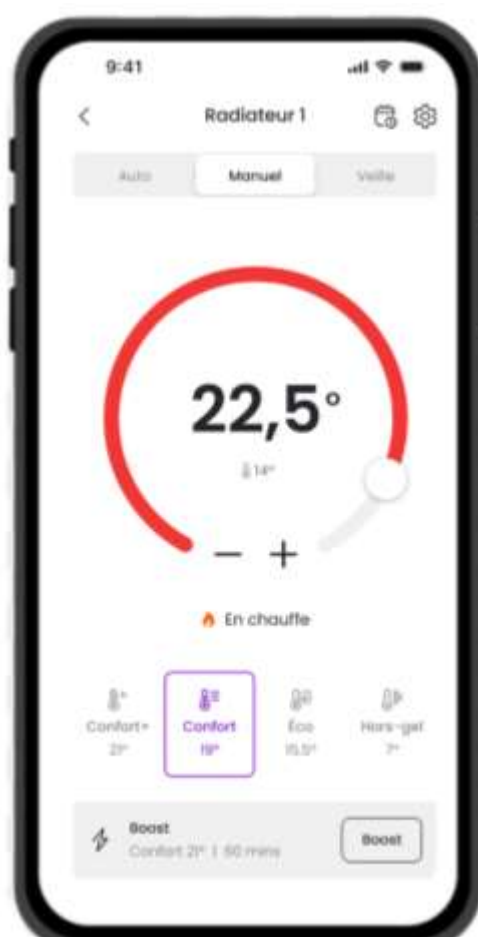 9:41
Radiateur 1
Auto Manuel Veille
22,5°
14°
− +
En chauffe
Confort+ Confort Éco Hors-gel
21° 19° 15.5° 7°
Boost
Confort 21° | 60 mins
Boost